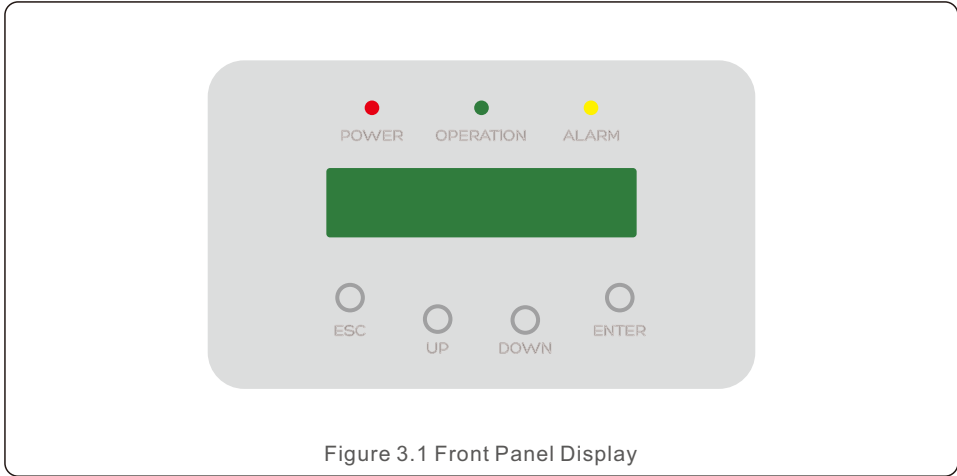 POWER OPERATION ALARM
ESC UP DOWN ENTER
Figure 3.1 Front Panel Display